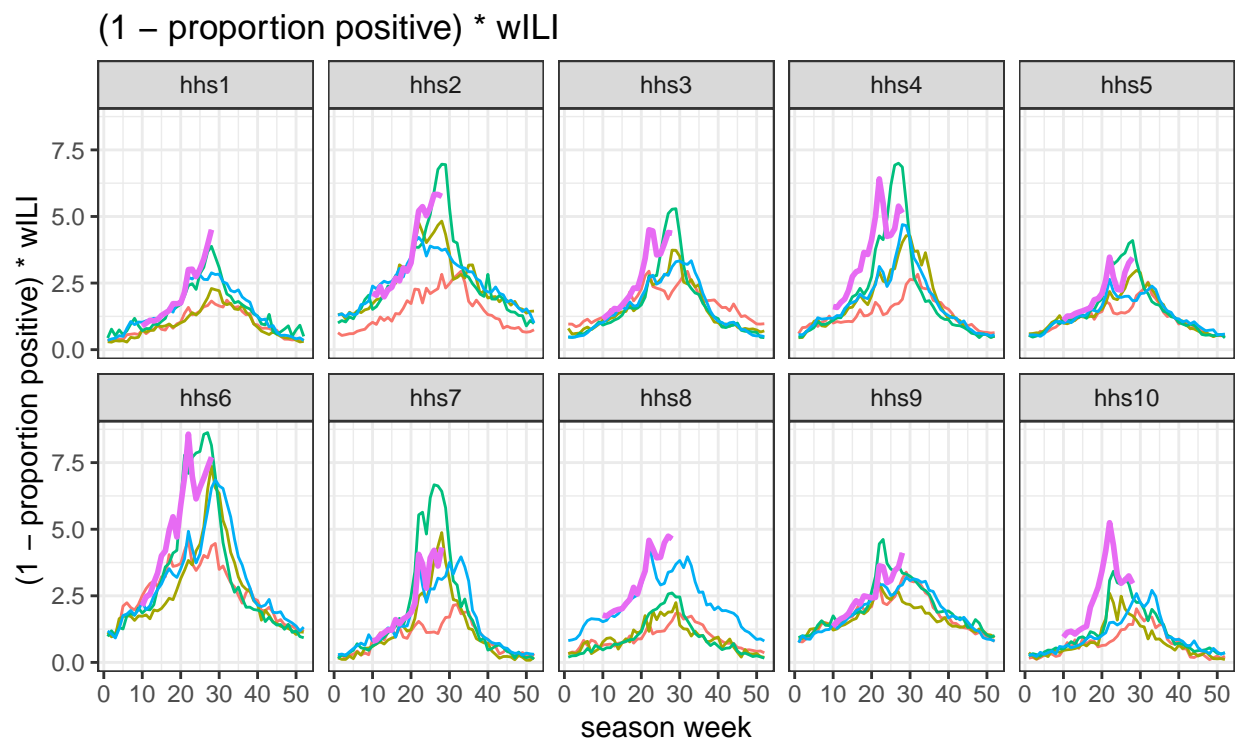 (1 − proportion positive) * wILI
hhs1 hhs2 hhs3 hhs4 hhs5
7.5
5.0
2.5
0.0
hhs6 hhs7 hhs8 hhs9 hhs10
7.5
5.0
2.5
0.0
0 10 20 30 40 50 0 10 20 30 40 50 0 10 20 30 40 50 0 10 20 30 40 50 0 10 20 30 40 50
season week
(1 − proportion positive) * wILI